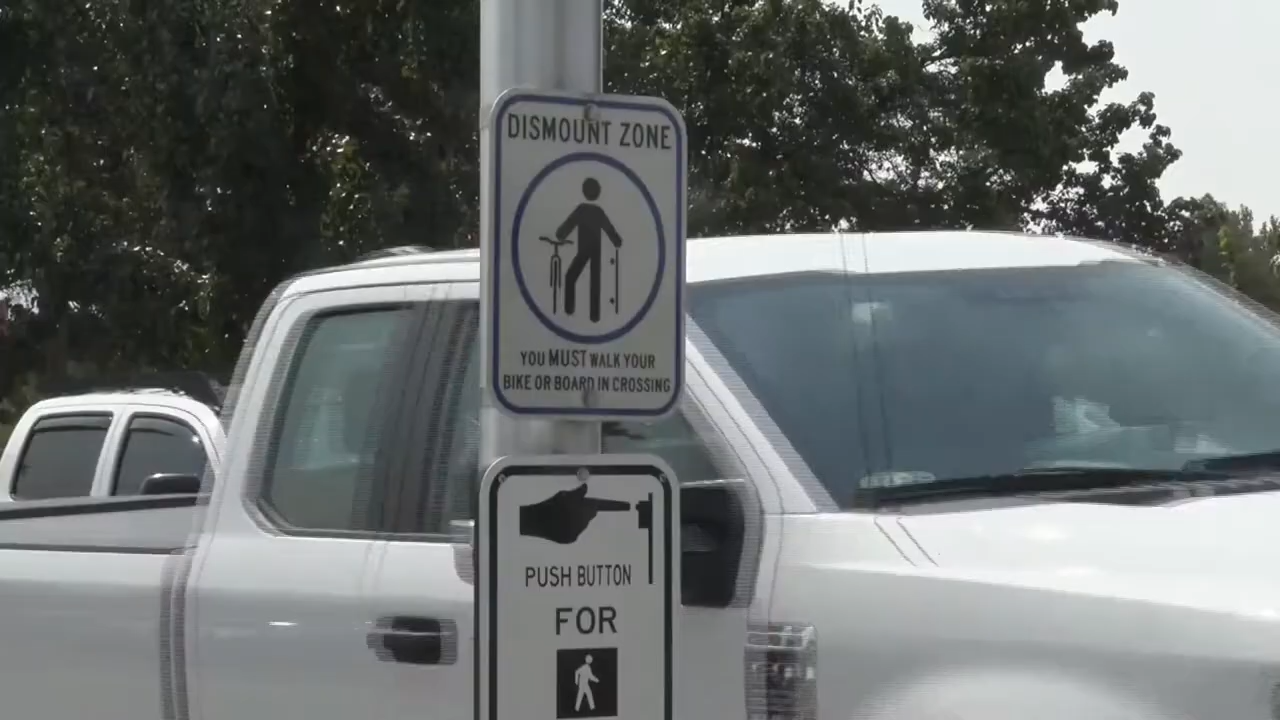 DISMOUNT ZONE
YOU MUST WALK YOUR
BIKE OR BOARD IN CROSSING
PUSH BUTTON
FOR